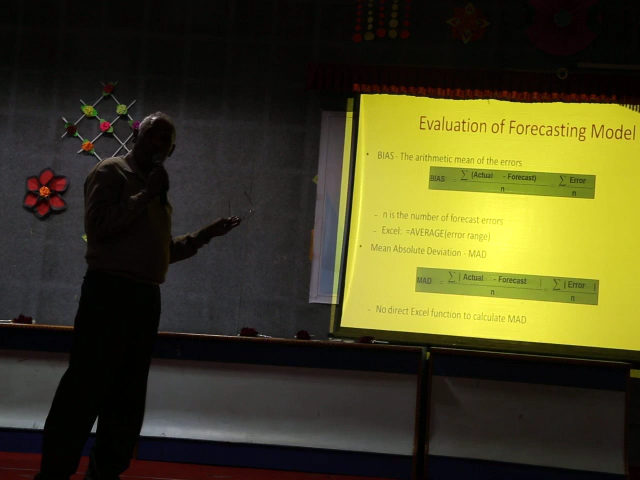 Evaluation of Forecasting Model
• BIAS - The arithmetic mean of the errors
BIAS ∑ (Actual - Forecast) ∑ Error
n n
– n is the number of forecast errors
– Excel: =AVERAGE(error range)
• Mean Absolute Deviation - MAD
MAD ∑ | Actual - Forecast | ∑ | Error |
n n
– No direct Excel function to calculate MAD